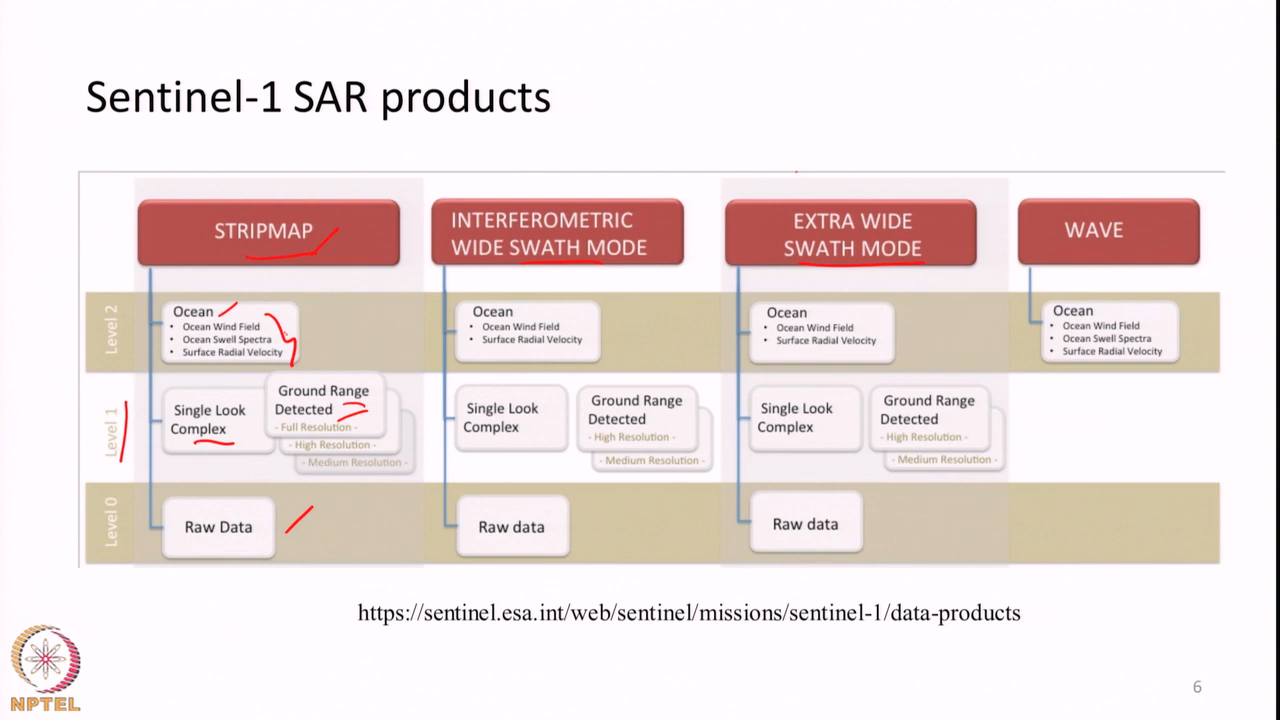 Sentinel-1 SAR products
STRIPMAP
INTERFEROMETRIC
WIDE SWATH MODE
EXTRA WIDE
SWATH MODE
WAVE
Level 2
Ocean
• Ocean Wind Field
• Ocean Swell Spectra
• Surface Radial Velocity
Ocean
• Ocean Wind Field
• Surface Radial Velocity
Ocean
• Ocean Wind Field
• Surface Radial Velocity
Ocean
• Ocean Wind Field
• Ocean Swell Spectra
• Surface Radial Velocity
Level 1
Single Look
Complex
Ground Range
Detected
- Full Resolution -
- High Resolution -
- Medium Resolution -
Single Look
Complex
Ground Range
Detected
- High Resolution -
- Medium Resolution -
Single Look
Complex
Ground Range
Detected
- High Resolution -
- Medium Resolution -
Level 0
Raw Data
Raw data
Raw data
https://sentinel.esa.int/web/sentinel/missions/sentinel-1/data-products
NPTEL
6